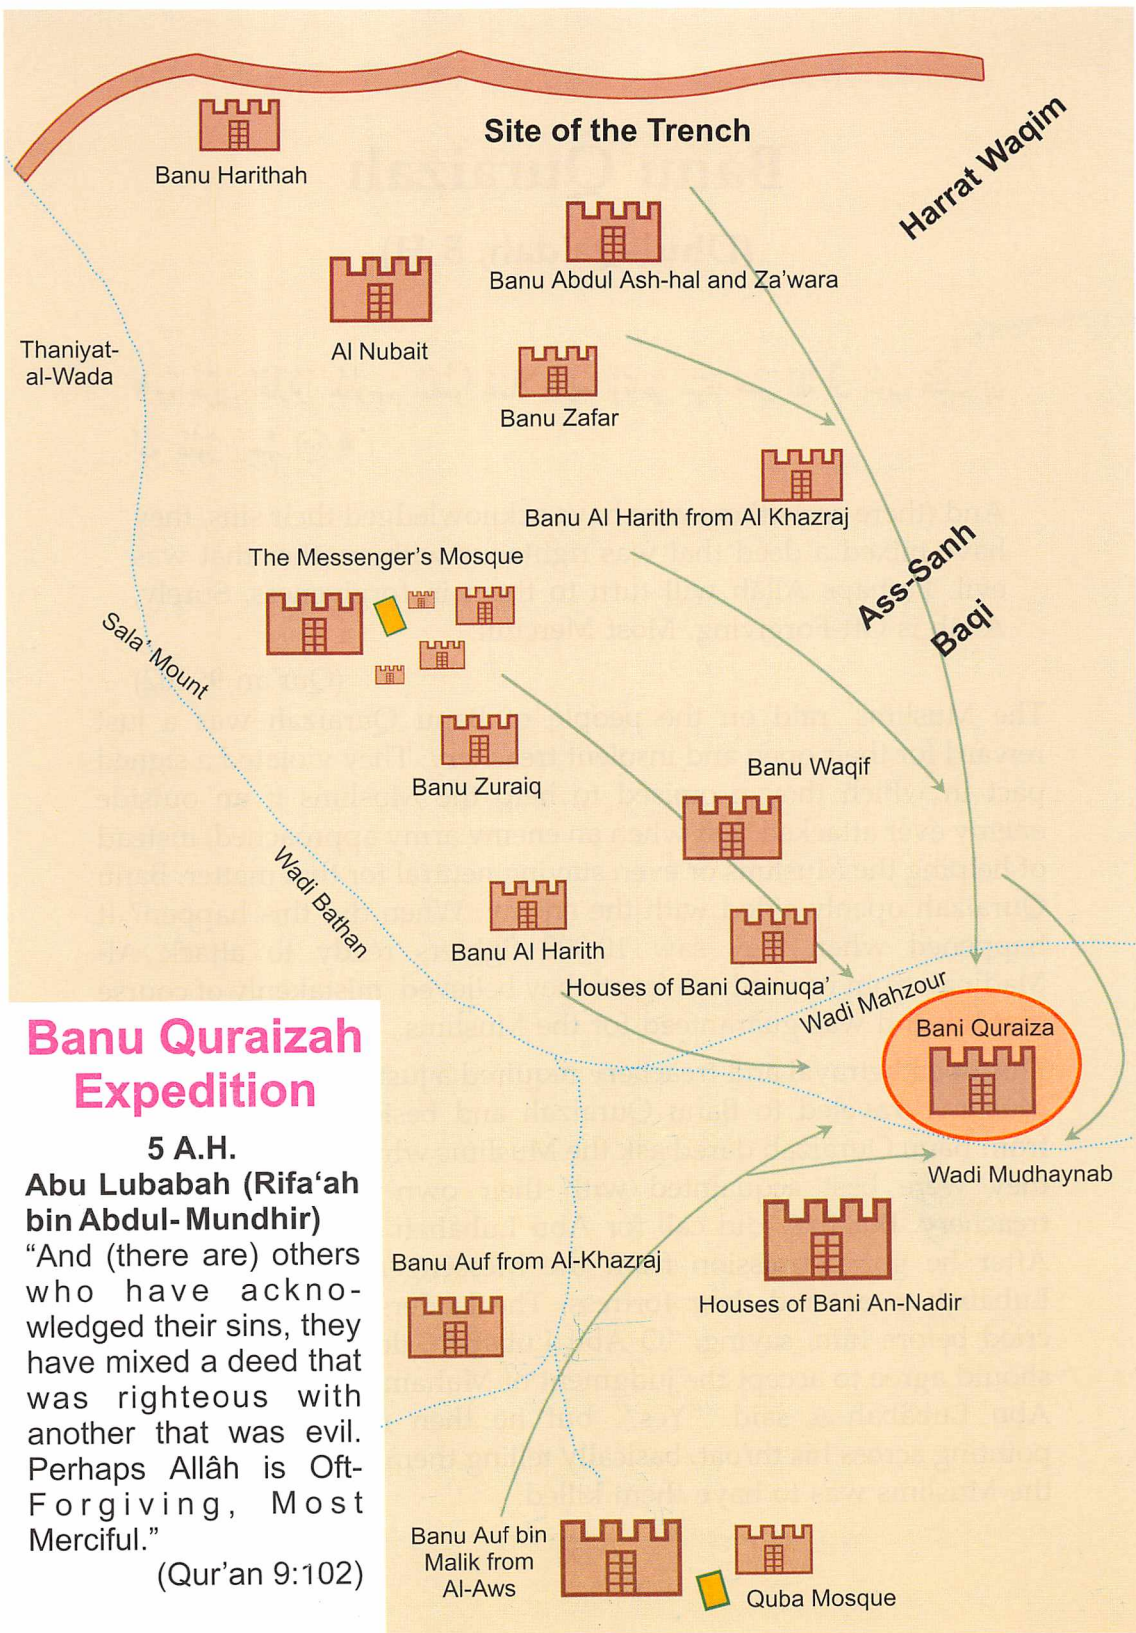 Site of the Trench
Harrat Waqim
Banu Harithah
Banu Abdul Ash-hal and Za'wara
Thaniyat-
al-Wada
Al Nubait
Banu Zafar
Banu Al Harith from Al Khazraj
The Messenger's Mosque
Ass-Sanh
Baqi
Sala' Mount
Banu Zuraiq
Banu Waqif
Wadi Bathan
Banu Al Harith
Houses of Bani Qainuqa'
Wadi Mahzour
Bani Quraiza
Wadi Mudhaynab
Banu Auf from Al-Khazraj
Houses of Bani An-Nadir
Banu Auf bin
Malik from
Al-Aws
Quba Mosque
Banu Quraizah
Expedition
5 A.H.
Abu Lubabah (Rifa‘ah
bin Abdul- Mundhir)
“And (there are) others
who have ackno-
wledged their sins, they
have mixed a deed that
was righteous with
another that was evil.
Perhaps Allâh is Oft-
Forgiving, Most
Merciful.”
(Qur’an 9:102)